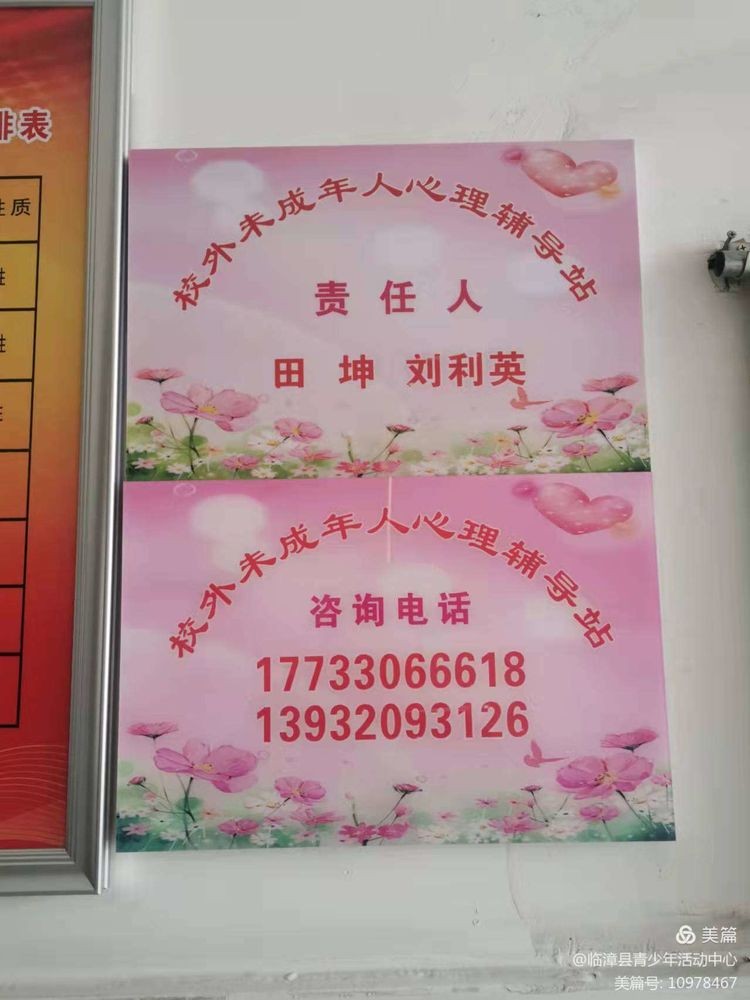 排表
性质
校外未成年人心理辅导站
责任人
田坤 刘利英
校外未成年人心理辅导站
咨询电话
17733066618
13932093126
美篇
@临漳县青少年活动中心
美篇号: 10978467